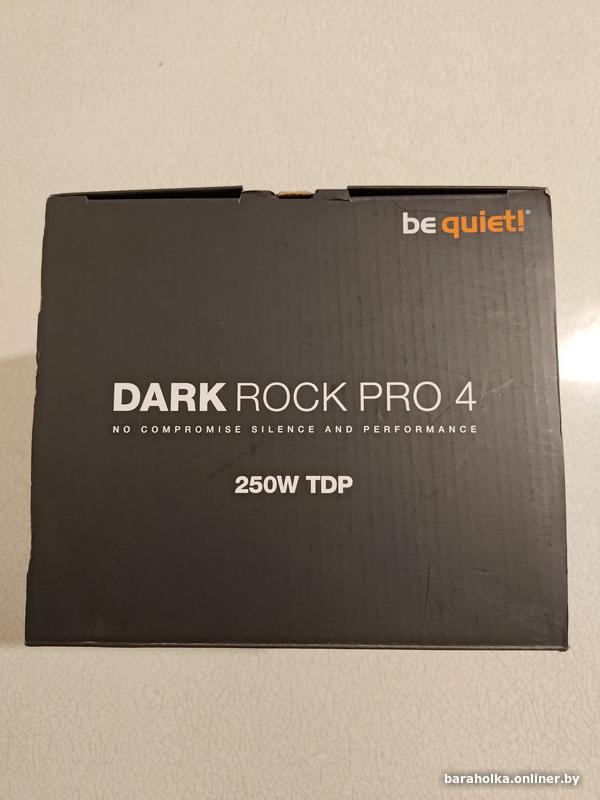 be quiet!®
DARK ROCK PRO 4
NO COMPROMISE SILENCE AND PERFORMANCE
250W TDP
baraholka.onliner.by